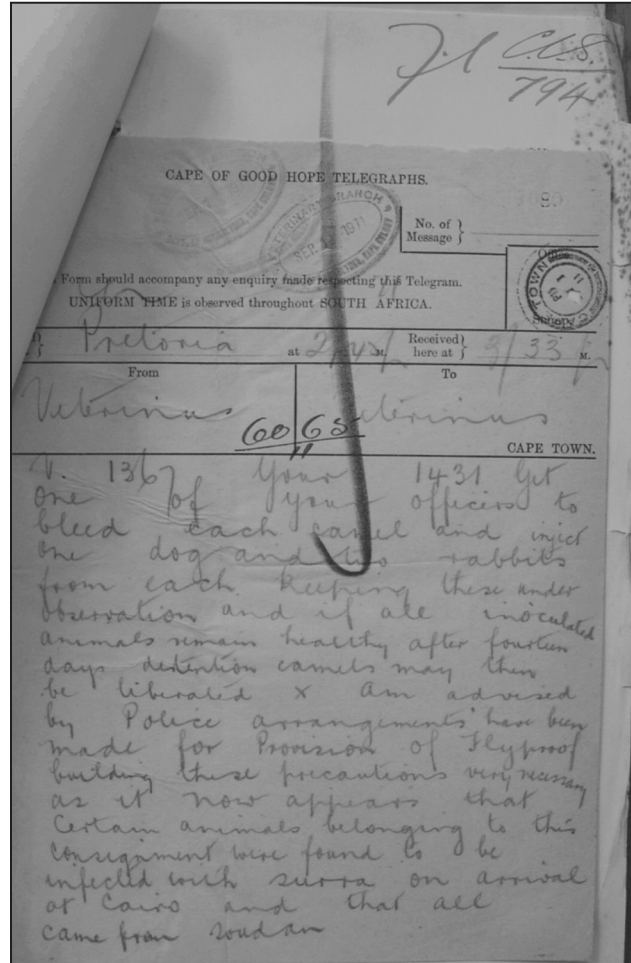 C.V.S.
794
CAPE OF GOOD HOPE TELEGRAPHS.
VETERINARY BRANCH
SEP 1911
No. of Message
Form should accompany any enquiry made respecting this Telegram.
UNIFORM TIME is observed throughout SOUTH AFRICA.
Pretoria at M. Received here at 3/33 M.
From To
Veterinus Veterinus
60 65
CAPE TOWN.
V. 1367 Your 1431 Get
one of your officers to
bleed each camel and inject
one dog and two rabbits
from each keeping these under
observation and if all inoculated
animals remain healthy after fourteen
days detention camels may then
be liberated x Am advised
by Police arrangements have been
made for Provision of Flyproof
building these precautions very necessary
as it now appears that
Certain animals belonging to this
Consignment were found to be
infected with surra on arrival
at Cairo and that all
came from soudan